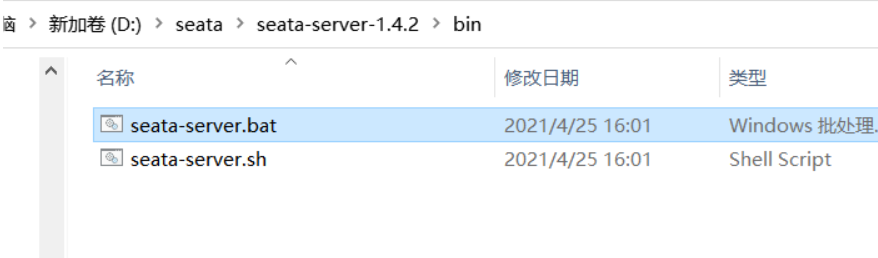 脑 > 新加卷 (D:) > seata > seata-server-1.4.2 > bin
名称 修改日期 类型
seata-server.bat 2021/4/25 16:01 Windows 批处理
seata-server.sh 2021/4/25 16:01 Shell Script